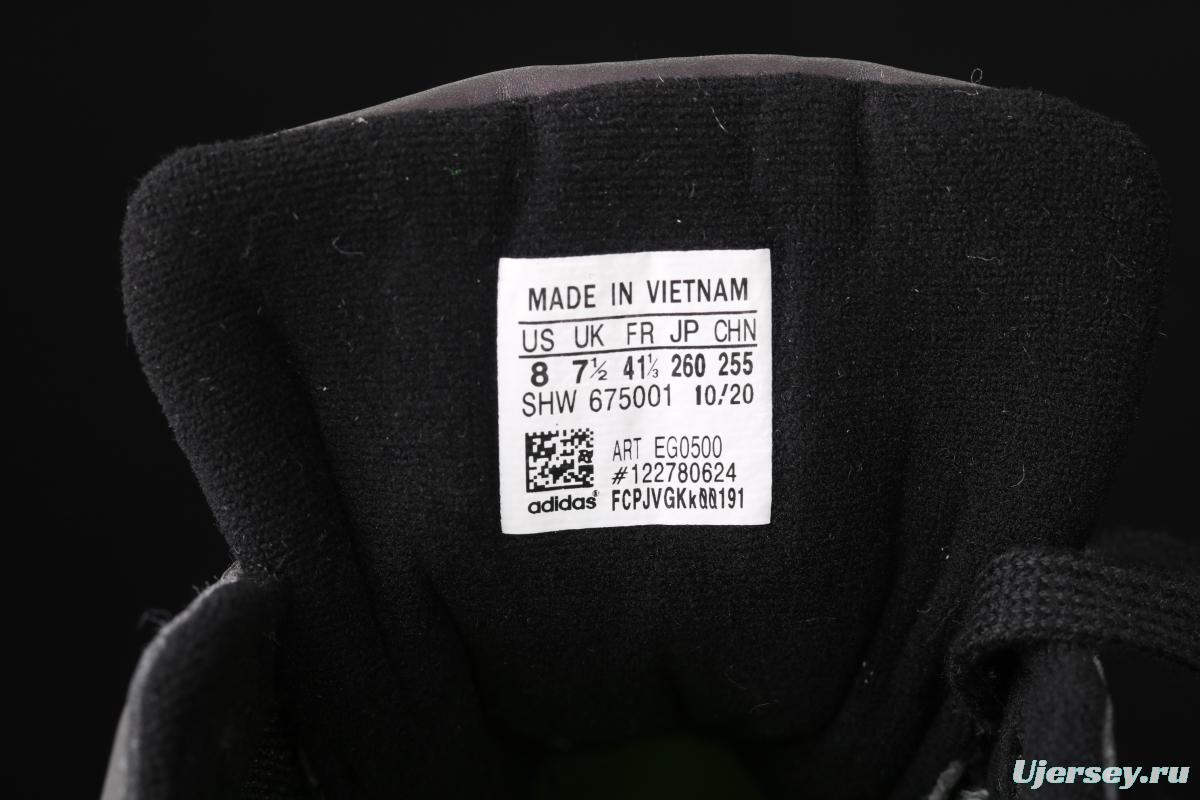 MADE IN VIETNAM
US UK FR JP CHN
8 7½ 41⅓ 260 255
SHW 675001 10/20
ART EG0500
#122780624
adidas® FCPJVGKkQQ191
Ujersey.ru